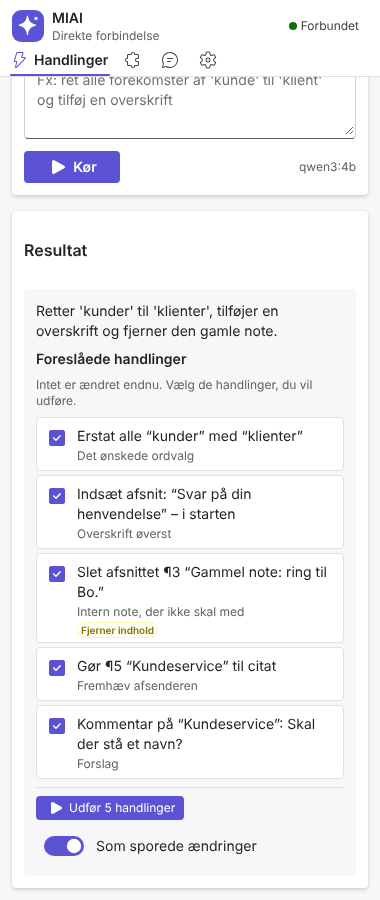 MIAI
Direkte forbindelse
Forbundet
Handlinger
Fx: ret alle forekomster af 'kunde' til 'klient'
og tilføj en overskrift
Kør
qwen3:4b
Resultat
Retter 'kunder' til 'klienter', tilføjer en
overskrift og fjerner den gamle note.
Foreslåede handlinger
Intet er ændret endnu. Vælg de handlinger, du vil
udføre.
Erstat alle “kunder” med “klienter”
Det ønskede ordvalg
Indsæt afsnit: “Svar på din
henvendelse” – i starten
Overskrift øverst
Slet afsnittet ¶3 “Gammel note: ring til
Bo.”
Intern note, der ikke skal med
Fjerner indhold
Gør ¶5 “Kundeservice” til citat
Fremhæv afsenderen
Kommentar på “Kundeservice”: Skal
der stå et navn?
Forslag
Udfør 5 handlinger
Som sporede ændringer